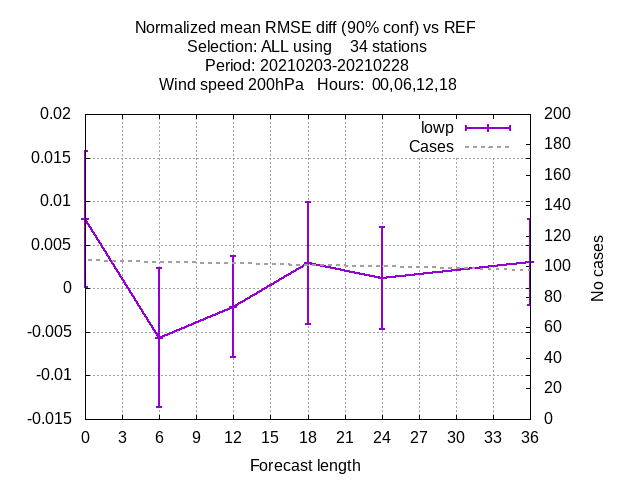 Normalized mean RMSE diff (90% conf) vs REF
Selection: ALL using    34 stations
Period: 20210203-20210228
Wind speed 200hPa   Hours:  00,06,12,18
lowp
Cases
0.02
0.015
0.01
0.005
0
-0.005
-0.01
-0.015
200
180
160
140
120
100
80
60
40
20
0
No cases
0 3 6 9 12 15 18 21 24 27 30 33 36
Forecast length